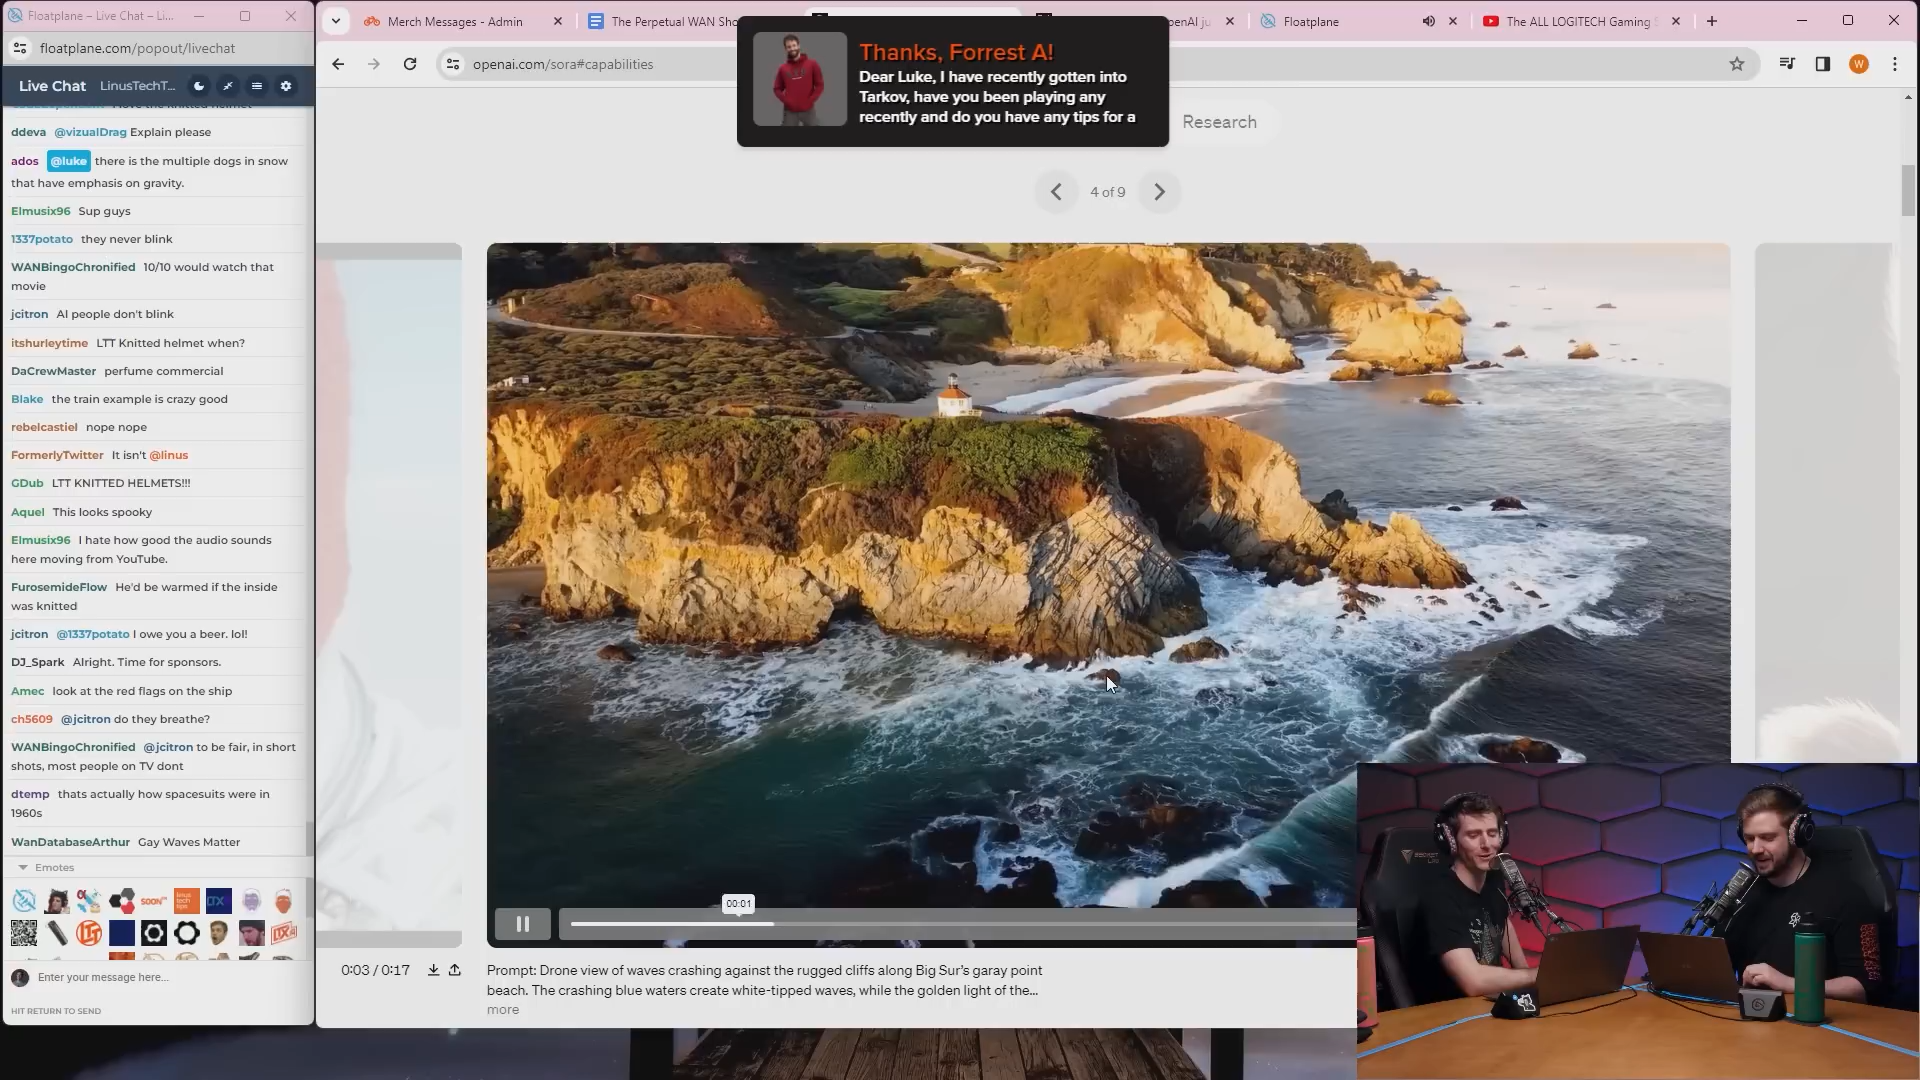 Floatplane – Live Chat – Li...
floatplane.com/popout/livechat
Live Chat LinusTechT...
ddeva @vizualDrag Explain please
ados @luke there is the multiple dogs in snow
that have emphasis on gravity.
Elmusix96 Sup guys
1337potato they never blink
WANBingoChronified 10/10 would watch that
movie
jcitron AI people don't blink
itshurleytime LTT Knitted helmet when?
DaCrewMaster perfume commercial
Blake the train example is crazy good
rebelcastiel nope nope
FormerlyTwitter It isn't @linus
GDub LTT KNITTED HELMETS!!!
Aquel This looks spooky
Elmusix96 I hate how good the audio sounds
here moving from YouTube.
FurosemideFlow He'd be warmed if the inside
was knitted
jcitron @1337potato I owe you a beer. lol!
DJ_Spark Alright. Time for sponsors.
Amec look at the red flags on the ship
ch5609 @jcitron do they breathe?
WANBingoChronified @jcitron to be fair, in short
shots, most people on TV dont
dtemp thats actually how spacesuits were in
1960s
WanDatabaseArthur Gay Waves Matter
Emotes
SOON
Enter your message here...
HIT RETURN TO SEND
Merch Messages - Admin
The Perpetual WAN Sho
penAI ju
Floatplane
The ALL LOGITECH Gaming S
openai.com/sora#capabilities
W
Thanks, Forrest A!
Dear Luke, I have recently gotten into
Tarkov, have you been playing any
recently and do you have any tips for a
Research
4 of 9
00:01
0:03 / 0:17
Prompt: Drone view of waves crashing against the rugged cliffs along Big Sur's garay point
beach. The crashing blue waters create white-tipped waves, while the golden light of the...
more